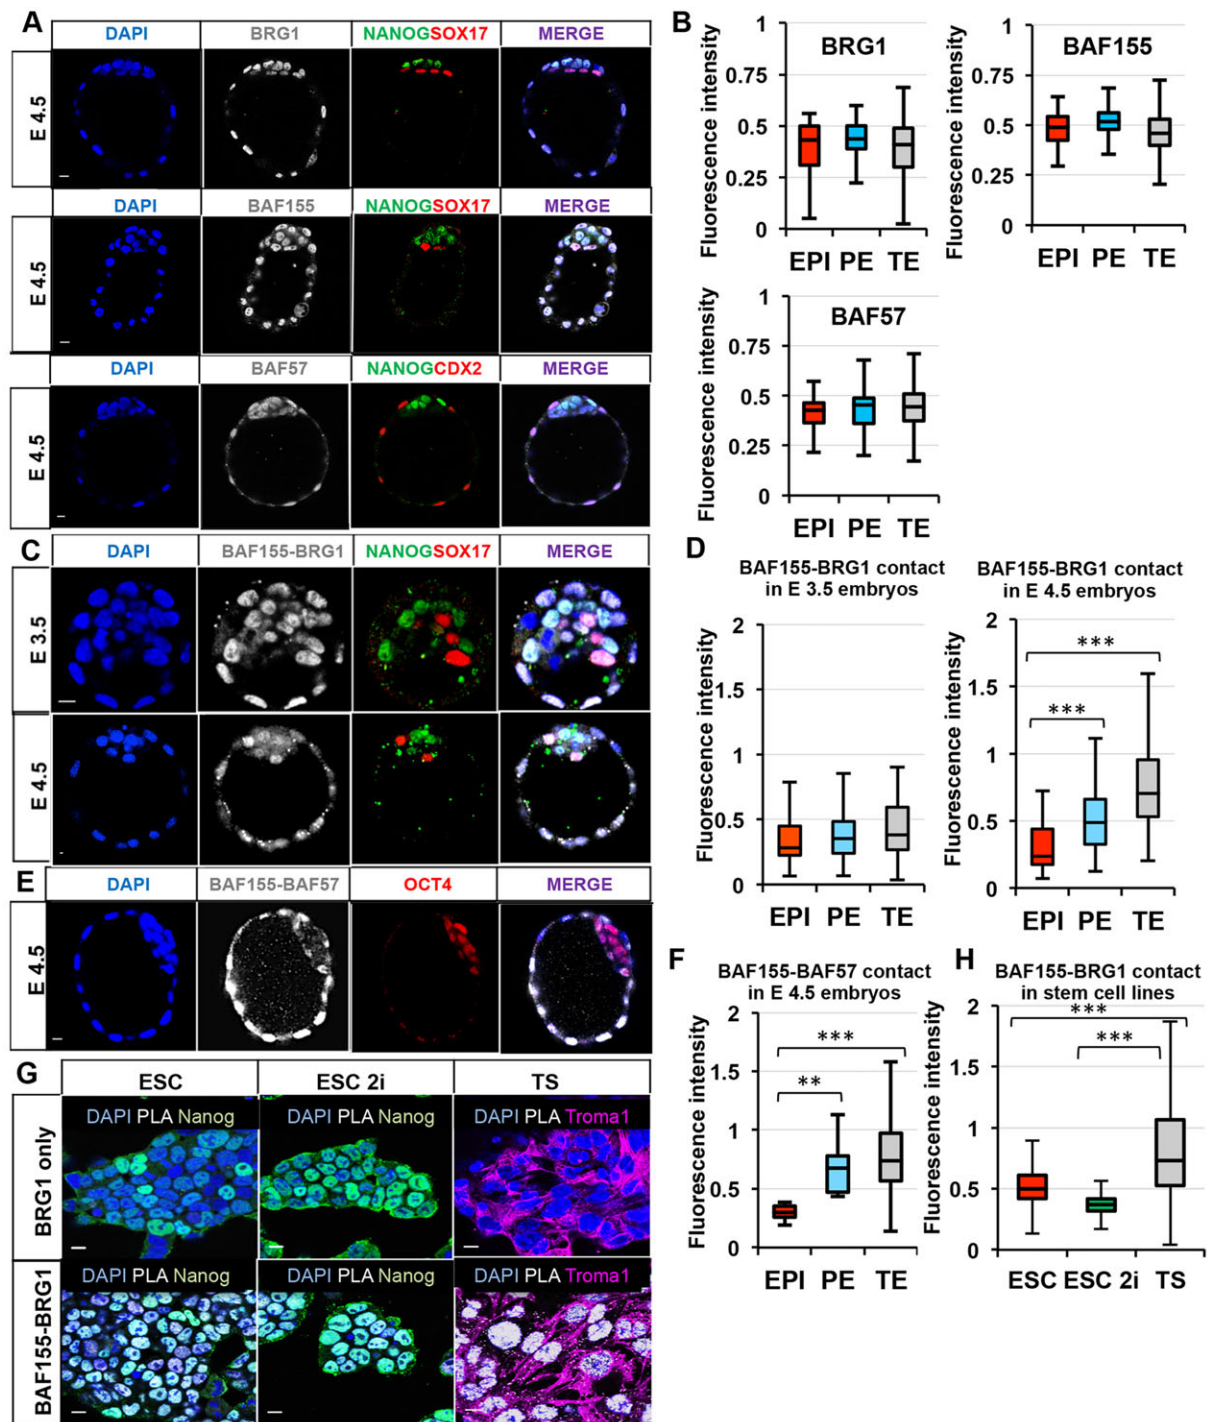 A
DAPI BRG1 NANOGSOX17 MERGE
E 4.5
DAPI BAF155 NANOGSOX17 MERGE
E 4.5
DAPI BAF57 NANOGCDX2 MERGE
E 4.5
B
BRG1
Fluorescence intensity
1
0.75
0.5
0.25
0
EPI PE TE
BAF155
Fluorescence intensity
1
0.75
0.5
0.25
0
EPI PE TE
BAF57
Fluorescence intensity
1
0.75
0.5
0.25
0
EPI PE TE
C
DAPI BAF155-BRG1 NANOGSOX17 MERGE
E 3.5
E 4.5
D
BAF155-BRG1 contact
in E 3.5 embryos
Fluorescence intensity
2
1.5
1
0.5
0
EPI PE TE
BAF155-BRG1 contact
in E 4.5 embryos
Fluorescence intensity
2
1.5
1
0.5
0
***
***
EPI PE TE
E
DAPI BAF155-BAF57 OCT4 MERGE
E 4.5
F
BAF155-BAF57 contact
in E 4.5 embryos
Fluorescence intensity
2
1.5
1
0.5
0
***
**
EPI PE TE
H
BAF155-BRG1 contact
in stem cell lines
Fluorescence intensity
2
1.5
1
0.5
0
***
***
ESC ESC 2i TS
G
ESC ESC 2i TS
BRG1 only
DAPI PLA Nanog DAPI PLA Nanog DAPI PLA Troma1
BAF155-BRG1
DAPI PLA Nanog DAPI PLA Nanog DAPI PLA Troma1